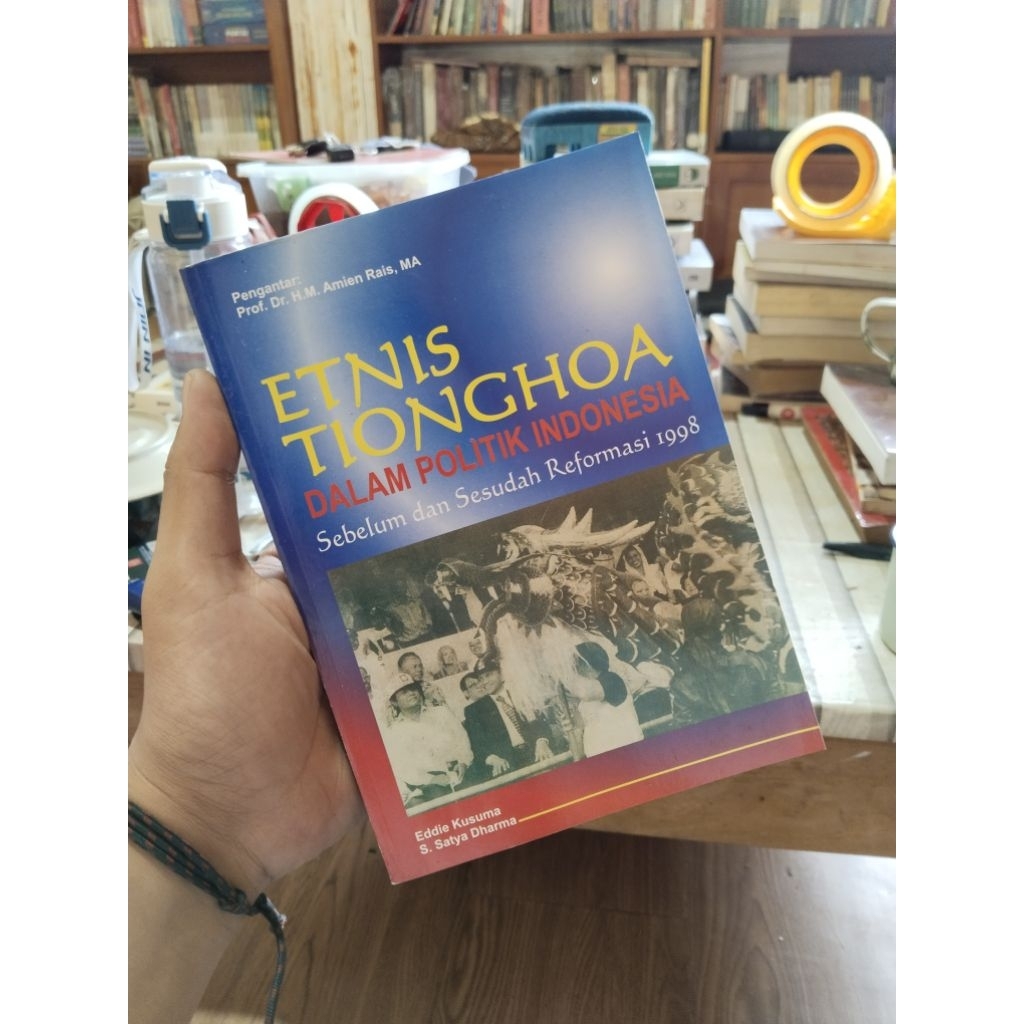 Pengantar:
Prof. Dr. H.M. Amien Rais, MA
ETNIS
TIONGHOA
DALAM POLITIK INDONESIA
Sebelum dan Sesudah Reformasi 1998
Eddie Kusuma
S. Satya Dharma